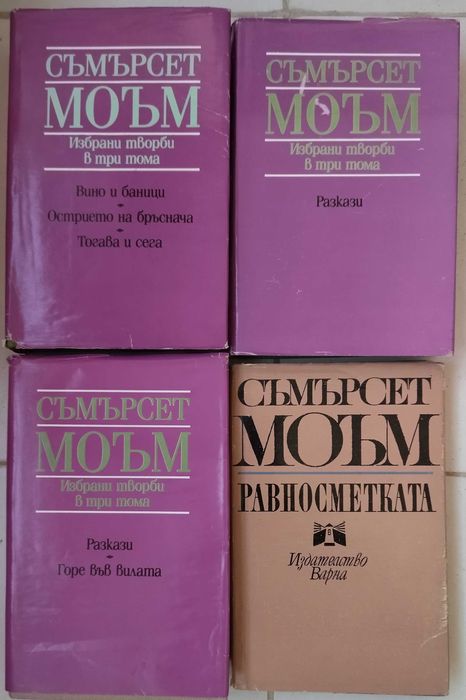 СЪМЪРСЕТ
МОЪМ
Избрани творби
в три тома
Вино и баници
Острието на бръснача
Тогава и сега
СЪМЪРСЕТ
МОЪМ
Избрани творби
в три тома
Разкази
СЪМЪРСЕТ
МОЪМ
Избрани творби
в три тома
Разкази
Горе във вилата
СЪМЪРСЕТ
МОЪМ
РАВНОСМЕТКАТА
Издателство
Варна